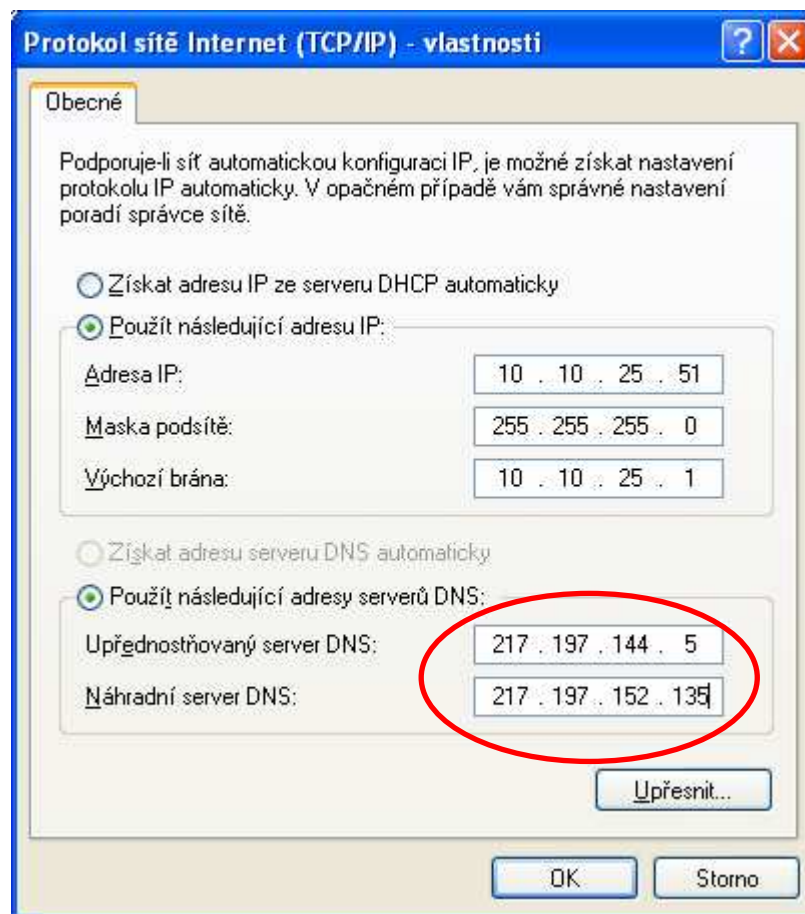 Protokol sítě Internet (TCP/IP) - vlastnosti
Obecné
Podporuje-li síť automatickou konfiguraci IP, je možné získat nastavení
protokolu IP automaticky. V opačném případě vám správné nastavení
poradí správce sítě.
Získat adresu IP ze serveru DHCP automaticky
Použít následující adresu IP:
Adresa IP: 10 . 10 . 25 . 51
Maska podsítě: 255 . 255 . 255 . 0
Výchozí brána: 10 . 10 . 25 . 1
Získat adresu serveru DNS automaticky
Použít následující adresy serverů DNS:
Upřednostňovaný server DNS: 217 . 197 . 144 . 5
Náhradní server DNS: 217 . 197 . 152 . 135
Upřesnit...
OK Storno